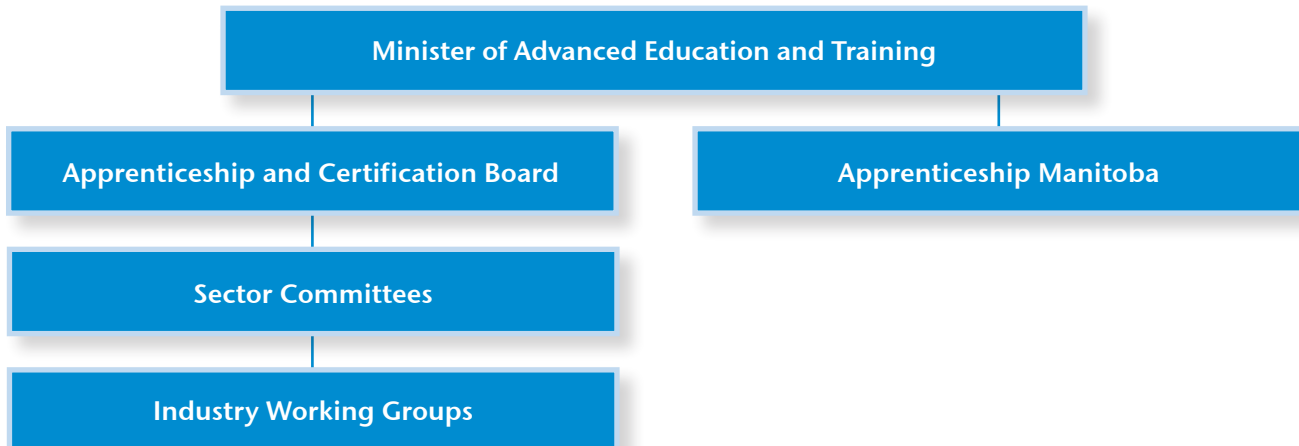 Minister of Advanced Education and Training
Apprenticeship and Certification Board
Apprenticeship Manitoba
Sector Committees
Industry Working Groups